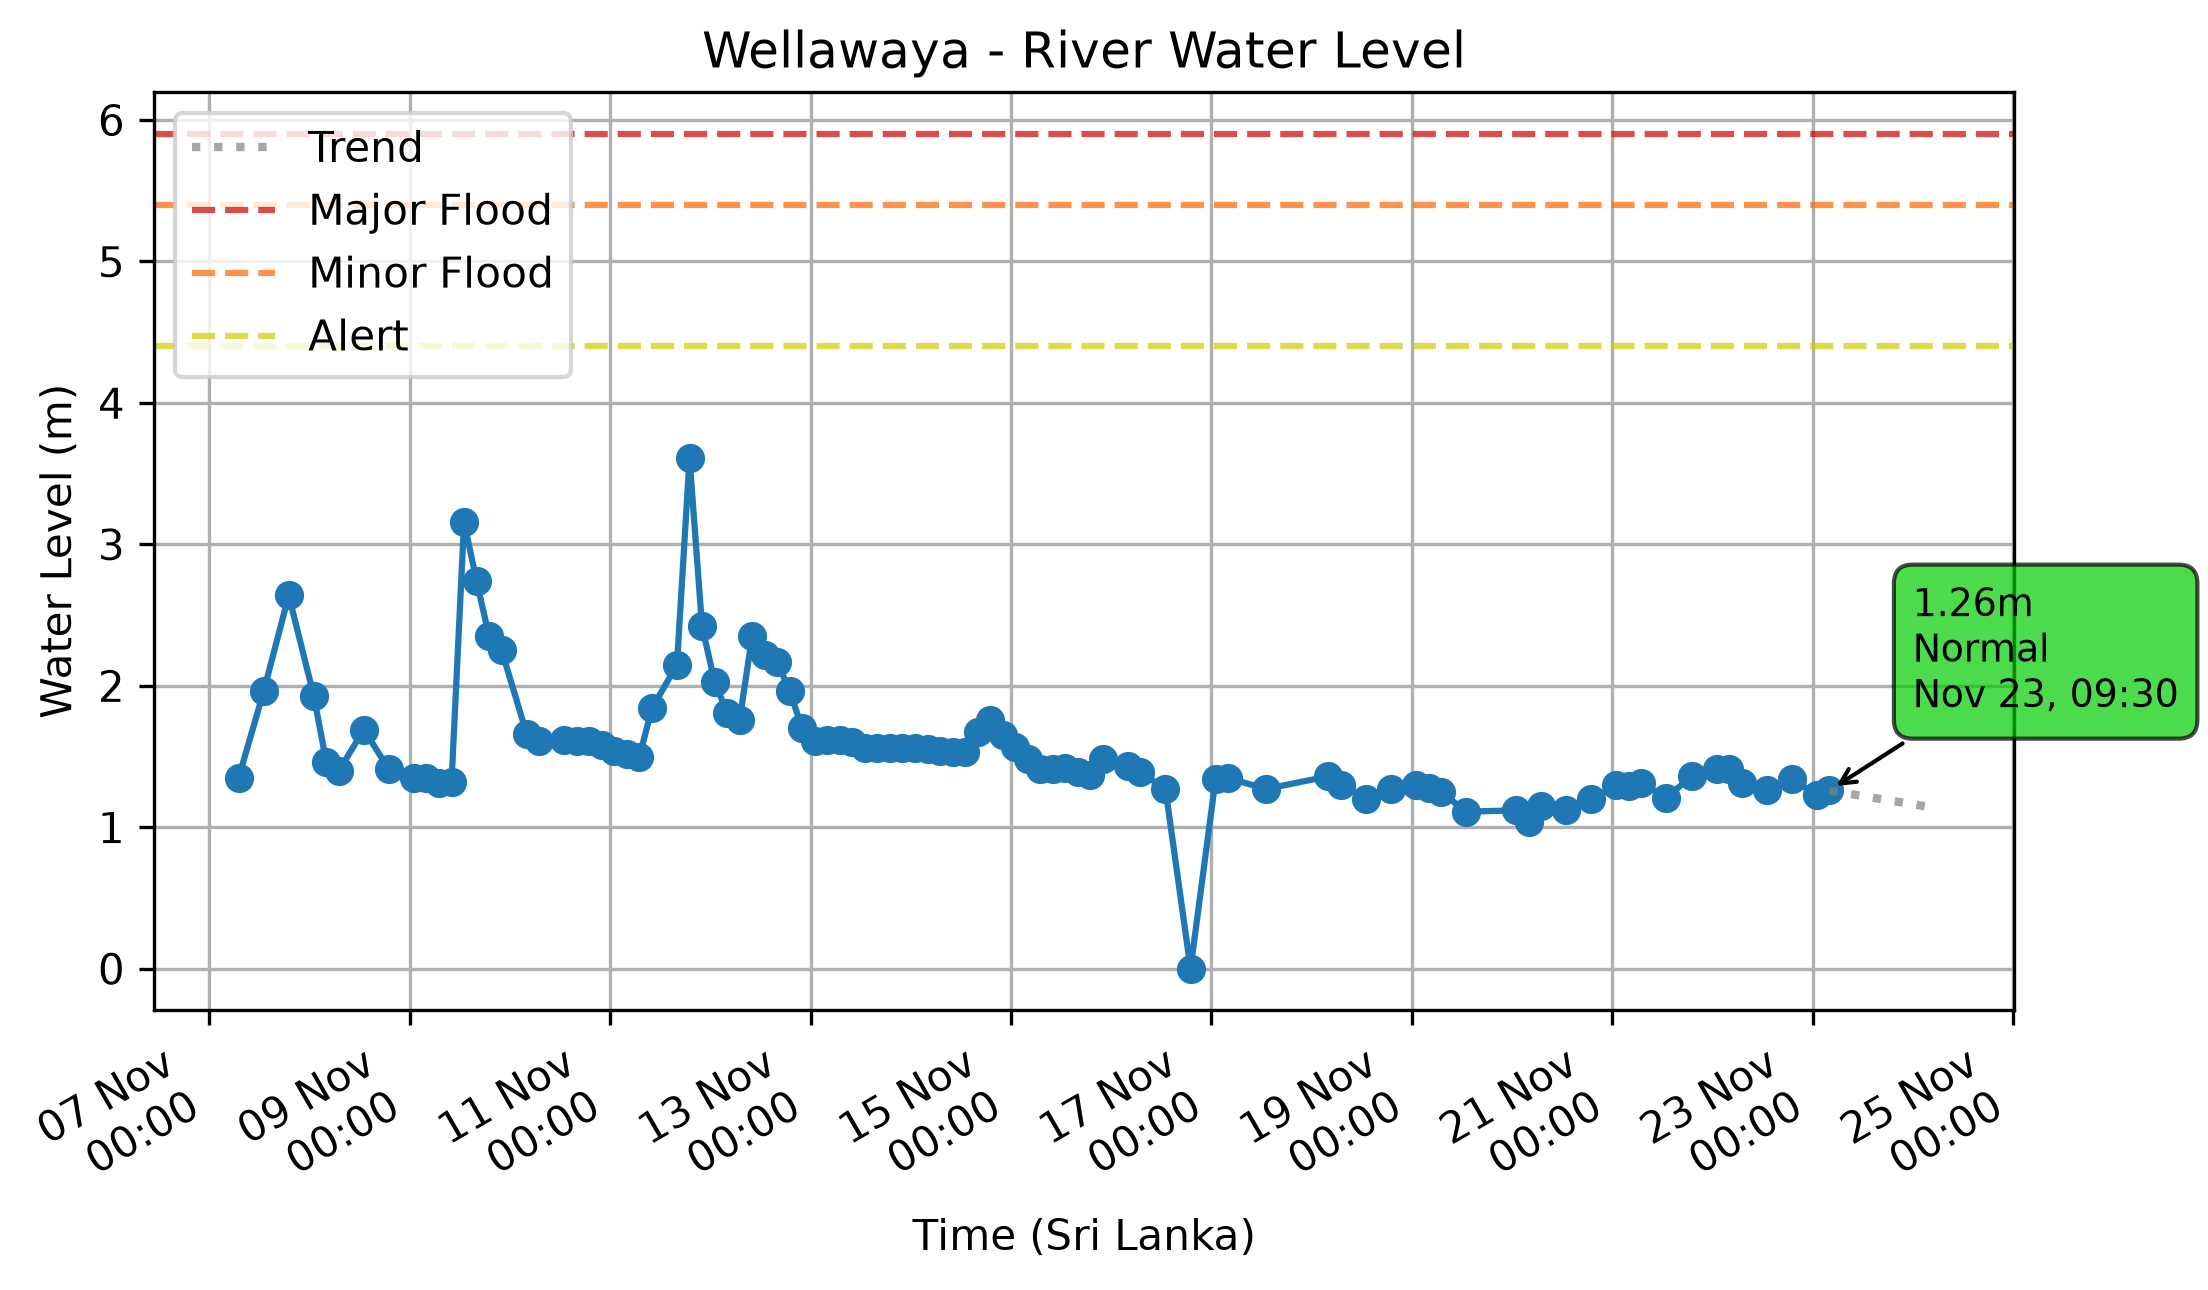 Wellawaya - River Water Level
Water Level (m)
6
5
4
3
2
1
0
Trend
Major Flood
Minor Flood
Alert
1.26m
Normal
Nov 23, 09:30
07 Nov
00:00
09 Nov
00:00
11 Nov
00:00
13 Nov
00:00
15 Nov
00:00
17 Nov
00:00
19 Nov
00:00
21 Nov
00:00
23 Nov
00:00
25 Nov
00:00
Time (Sri Lanka)